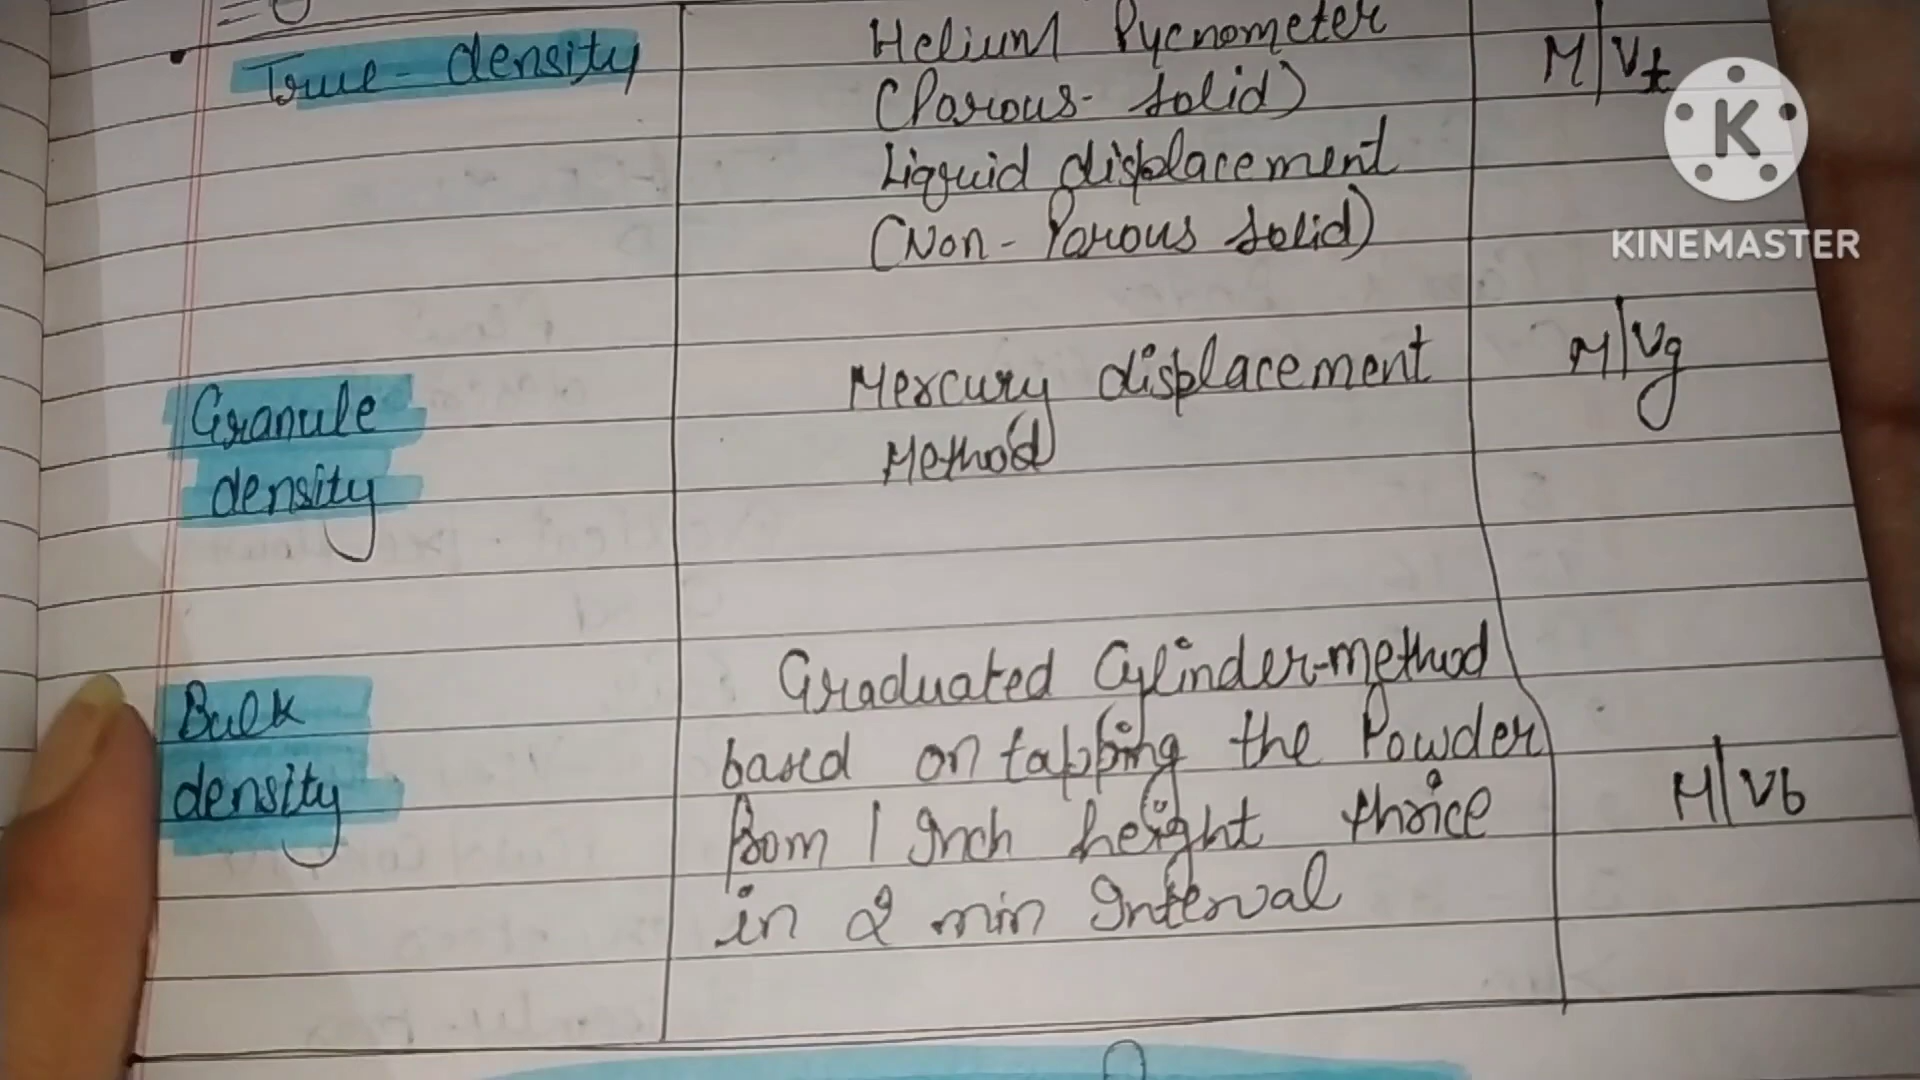 True-density
Helium Pycnometer
(Porous-solid)
Liquid displacement
(Non-Porous solid)
M/Vt
Granule
density
Mercury displacement
Method
M/Vg
Bulk
density
Graduated Cylinder-method
based on tapping the Powder
from 1 Inch height thrice
in 2 min Interval
M/Vb
K
KINEMASTER